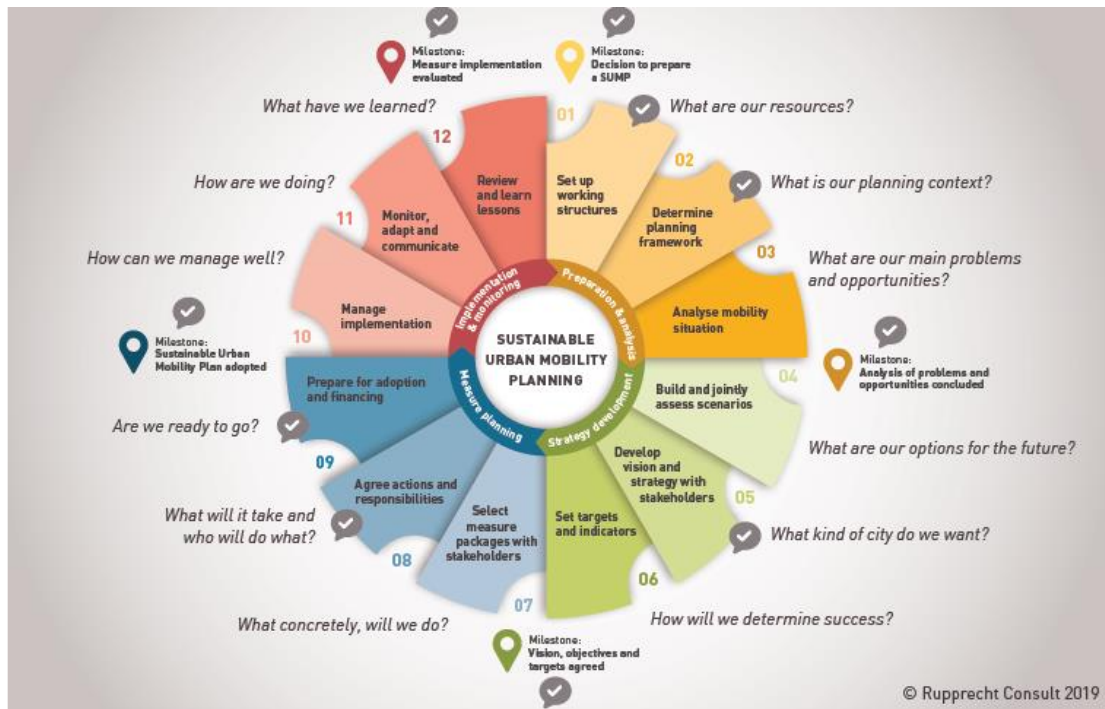 Milestone:
Measure implementation
evaluated
Milestone:
Decision to prepare
a SUMP
What have we learned?
What are our resources?
12
01
Review
and learn
lessons
Set up
working
structures
02
What is our planning context?
Determine
planning
framework
03
What are our main problems
and opportunities?
Analyse mobility
situation
Milestone:
Analysis of problems and
opportunities concluded
04
Build and jointly
assess scenarios
What are our options for the future?
05
Develop
vision and
strategy with
stakeholders
What kind of city do we want?
06
Set targets
and indicators
How will we determine success?
Milestone:
Vision, objectives and
targets agreed
07
Select
measure
packages with
stakeholders
What concretely, will we do?
08
Agree actions and
responsibilities
What will it take and
who will do what?
09
Prepare for adoption
and financing
Are we ready to go?
Milestone:
Sustainable Urban
Mobility Plan adopted
10
Manage
implementation
How can we manage well?
11
Monitor,
adapt and
communicate
How are we doing?
Implementation
& monitoring
Preparation & analysis
Strategy development
Measure planning
SUSTAINABLE
URBAN MOBILITY
PLANNING
© Rupprecht Consult 2019